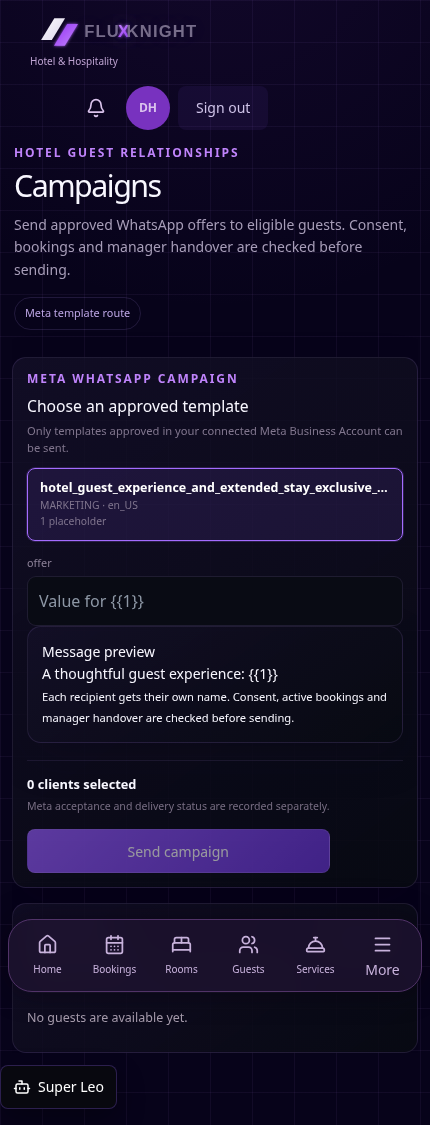 FLUXKNIGHT
Hotel & Hospitality
DH
Sign out
HOTEL GUEST RELATIONSHIPS
Campaigns
Send approved WhatsApp offers to eligible guests. Consent,
bookings and manager handover are checked before
sending.
Meta template route
META WHATSAPP CAMPAIGN
Choose an approved template
Only templates approved in your connected Meta Business Account can
be sent.
hotel_guest_experience_and_extended_stay_exclusive_...
MARKETING · en_US
1 placeholder
offer
Value for {{1}}
Message preview
A thoughtful guest experience: {{1}}
Each recipient gets their own name. Consent, active bookings and
manager handover are checked before sending.
0 clients selected
Meta acceptance and delivery status are recorded separately.
Send campaign
Home
Bookings
Rooms
Guests
Services
More
No guests are available yet.
Super Leo